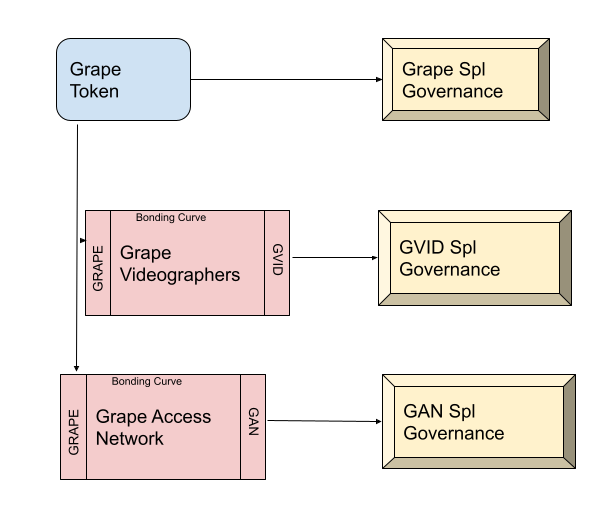 Grape
Token
Grape Spl
Governance
Bonding Curve
GRAPE
Grape
Videographers
GVID
GVID Spl
Governance
Bonding Curve
GRAPE
Grape Access
Network
GAN
GAN Spl
Governance